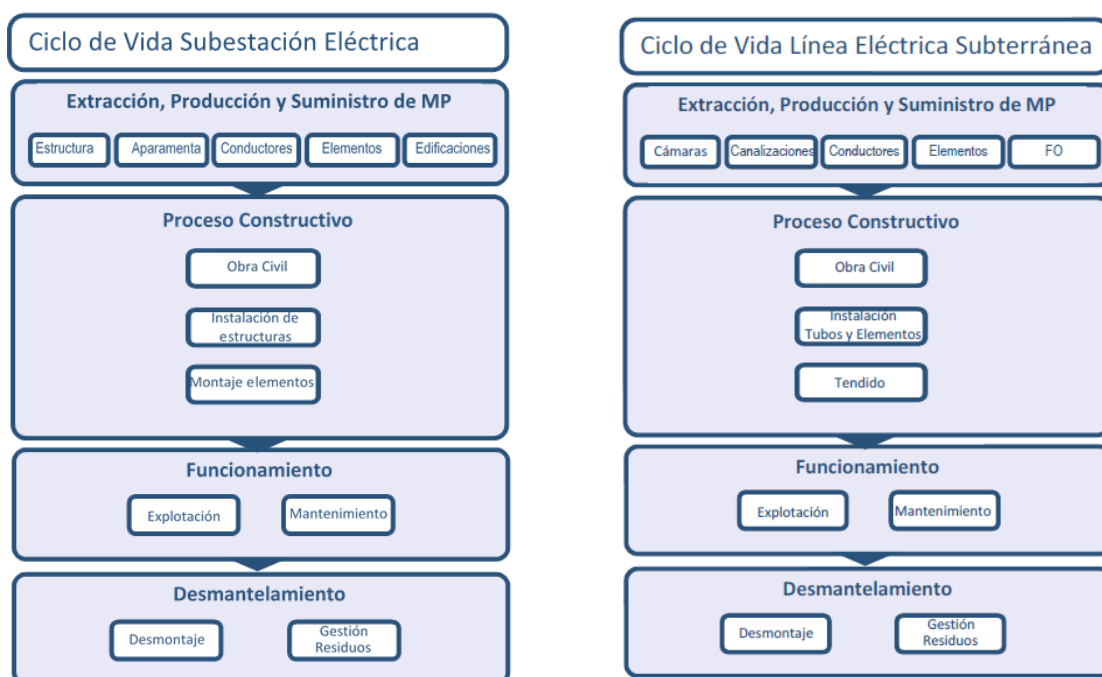 Ciclo de Vida Subestación Eléctrica
Extracción, Producción y Suministro de MP
Estructura
Aparamenta
Conductores
Elementos
Edificaciones
Proceso Constructivo
Obra Civil
Instalación de
estructuras
Montaje elementos
Funcionamiento
Explotación
Mantenimiento
Desmantelamiento
Desmontaje
Gestión
Residuos
Ciclo de Vida Línea Eléctrica Subterránea
Extracción, Producción y Suministro de MP
Cámaras
Canalizaciones
Conductores
Elementos
FO
Proceso Constructivo
Obra Civil
Instalación
Tubos y Elementos
Tendido
Funcionamiento
Explotación
Mantenimiento
Desmantelamiento
Desmontaje
Gestión
Residuos